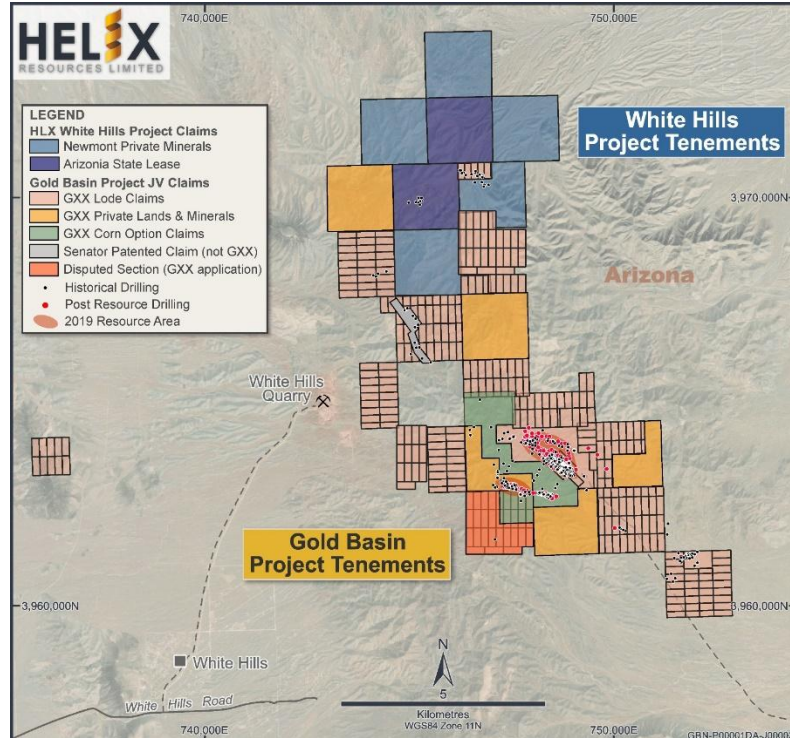 740,000E
750,000E
HELIX
RESOURCES LIMITED
LEGEND
HLX White Hills Project Claims
Newmont Private Minerals
Arizonia State Lease
Gold Basin Project JV Claims
GXX Lode Claims
GXX Private Lands & Minerals
GXX Corn Option Claims
Senator Patented Claim (not GXX)
Disputed Section (GXX application)
Historical Drilling
Post Resource Drilling
2019 Resource Area
White Hills
Project Tenements
3,970,000N
Arizona
White Hills
Quarry
Gold Basin
Project Tenements
3,960,000N
3,960,000N
White Hills
White Hills Road
N
5
Kilometres
WGS84 Zone 11N
740,000E
750,000E